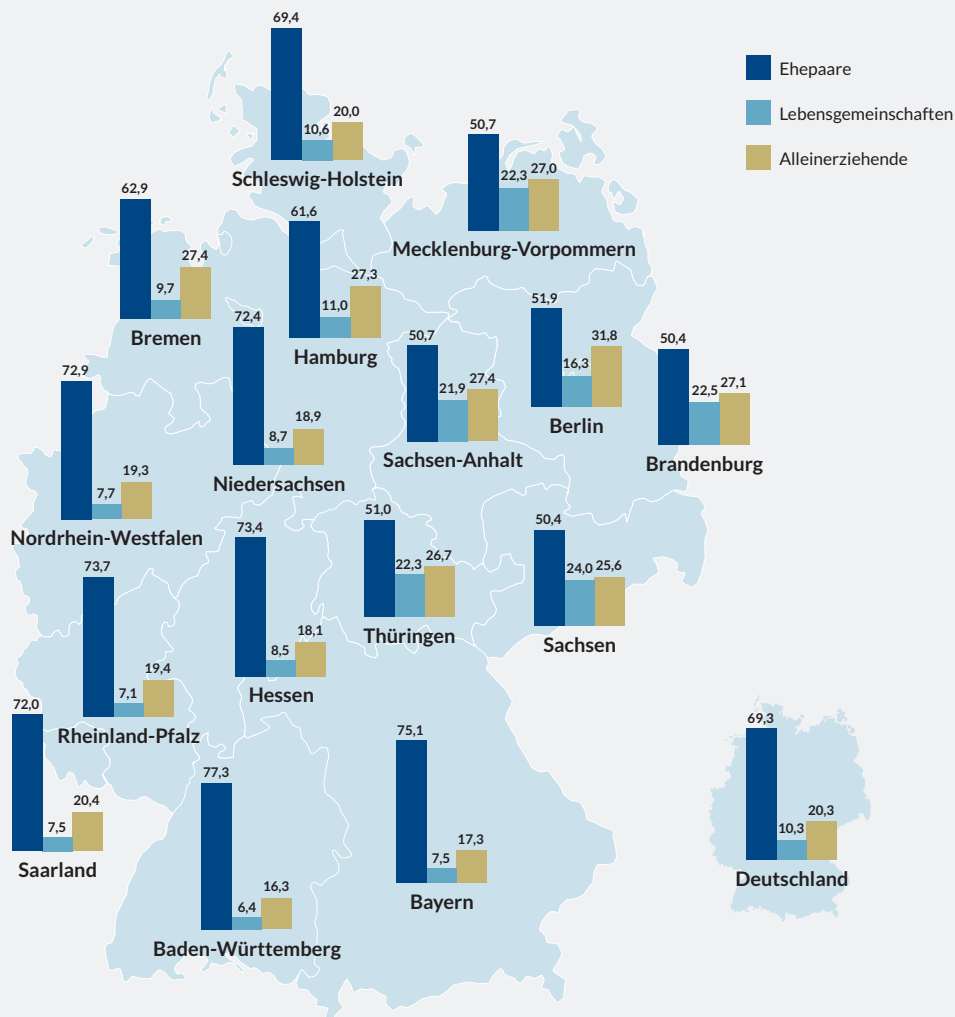 Ehepaare
Lebensgemeinschaften
Alleinerziehende
69,4
10,6
20,0
Schleswig-Holstein
50,7
22,3
27,0
Mecklenburg-Vorpommern
62,9
9,7
27,4
Bremen
61,6
11,0
27,3
Hamburg
72,4
8,7
18,9
Niedersachsen
50,7
21,9
27,4
Sachsen-Anhalt
51,9
16,3
31,8
Berlin
50,4
22,5
27,1
Brandenburg
72,9
7,7
19,3
Nordrhein-Westfalen
73,4
8,5
18,1
Hessen
51,0
22,3
26,7
Thüringen
50,4
24,0
25,6
Sachsen
73,7
7,1
19,4
Rheinland-Pfalz
72,0
7,5
20,4
Saarland
77,3
6,4
16,3
Baden-Württemberg
75,1
7,5
17,3
Bayern
69,3
10,3
20,3
Deutschland